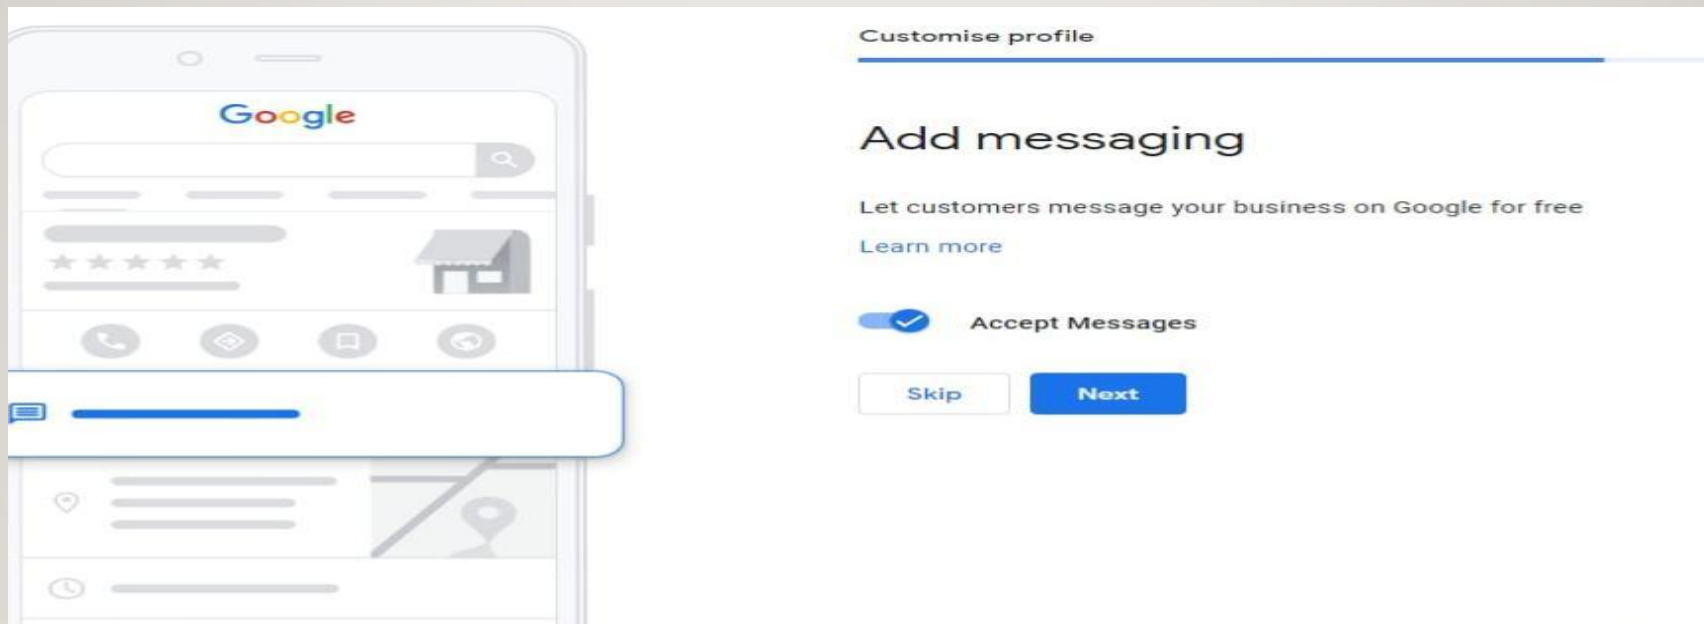 Google
Customise profile
Add messaging
Let customers message your business on Google for free
Learn more
Accept Messages
Skip
Next